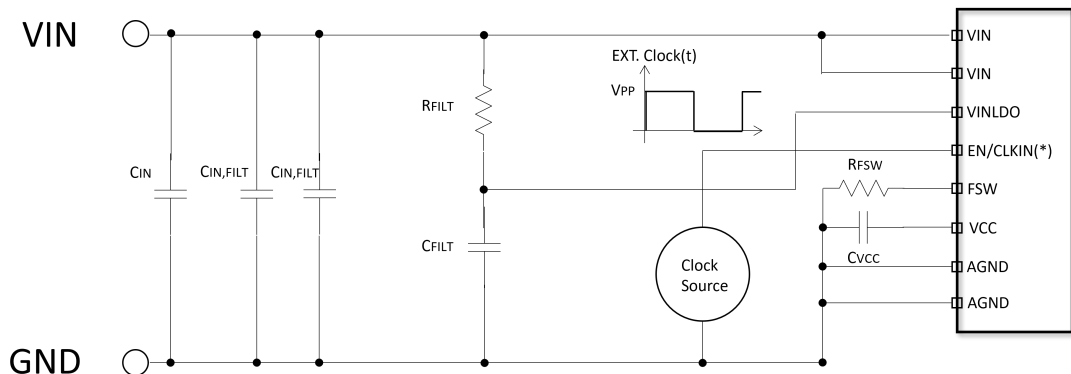 VIN
EXT. Clock(t)
VPP
RFILT
CIN
CIN,FILT
CIN,FILT
CFILT
Clock
Source
RFSW
CVCC
VIN
VIN
VINLDO
EN/CLKIN(*)
FSW
VCC
AGND
AGND
GND